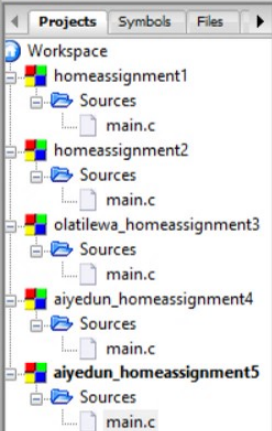 Projects Symbols Files
Workspace
homeassignment1
Sources
main.c
homeassignment2
Sources
main.c
olatilewa_homeassignment3
Sources
main.c
aiyedun_homeassignment4
Sources
main.c
aiyedun_homeassignment5
Sources
main.c